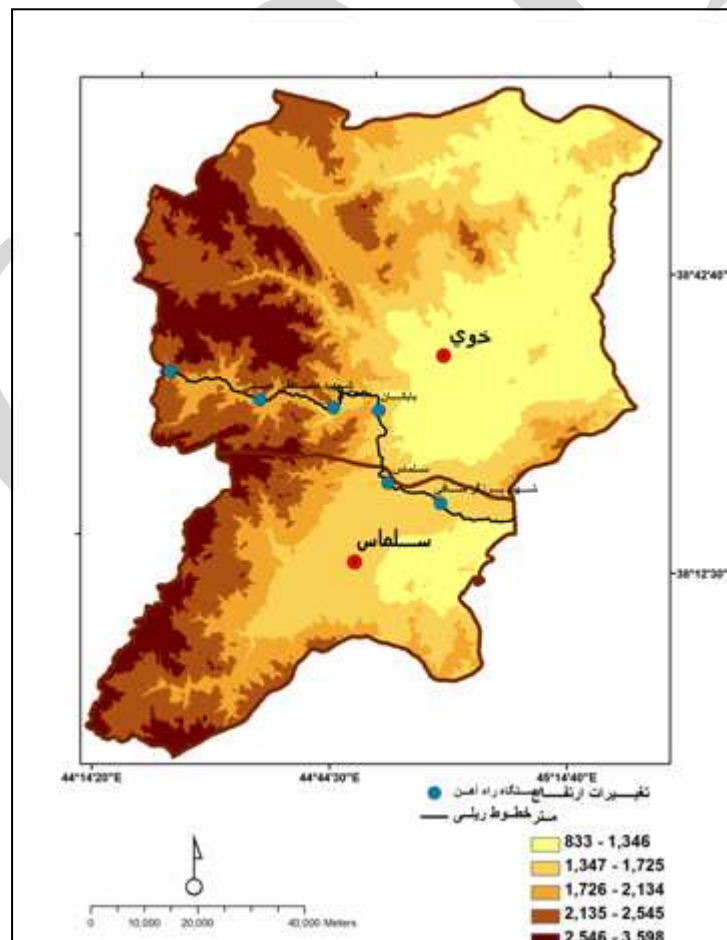 38°42'40"
خوي
سلماس
شهید
سلماس
38°12'30"
44°14'20"E
44°44'30"E
45°14'40"E
تغییرات ارتفاع
ایستگاه راه آهن
متر
خطوط ریلی
833 - 1,346
1,347 - 1,725
1,726 - 2,134
2,135 - 2,545
2,546 - 3,598
0 10,000 20,000 40,000 Meters